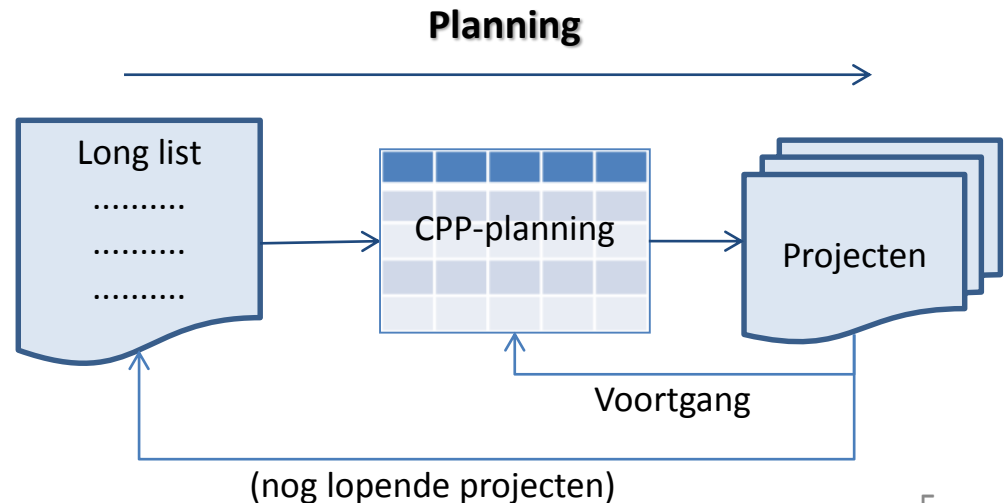 Planning
Long list
..........
..........
..........
CPP-planning
Projecten
Voortgang
(nog lopende projecten)